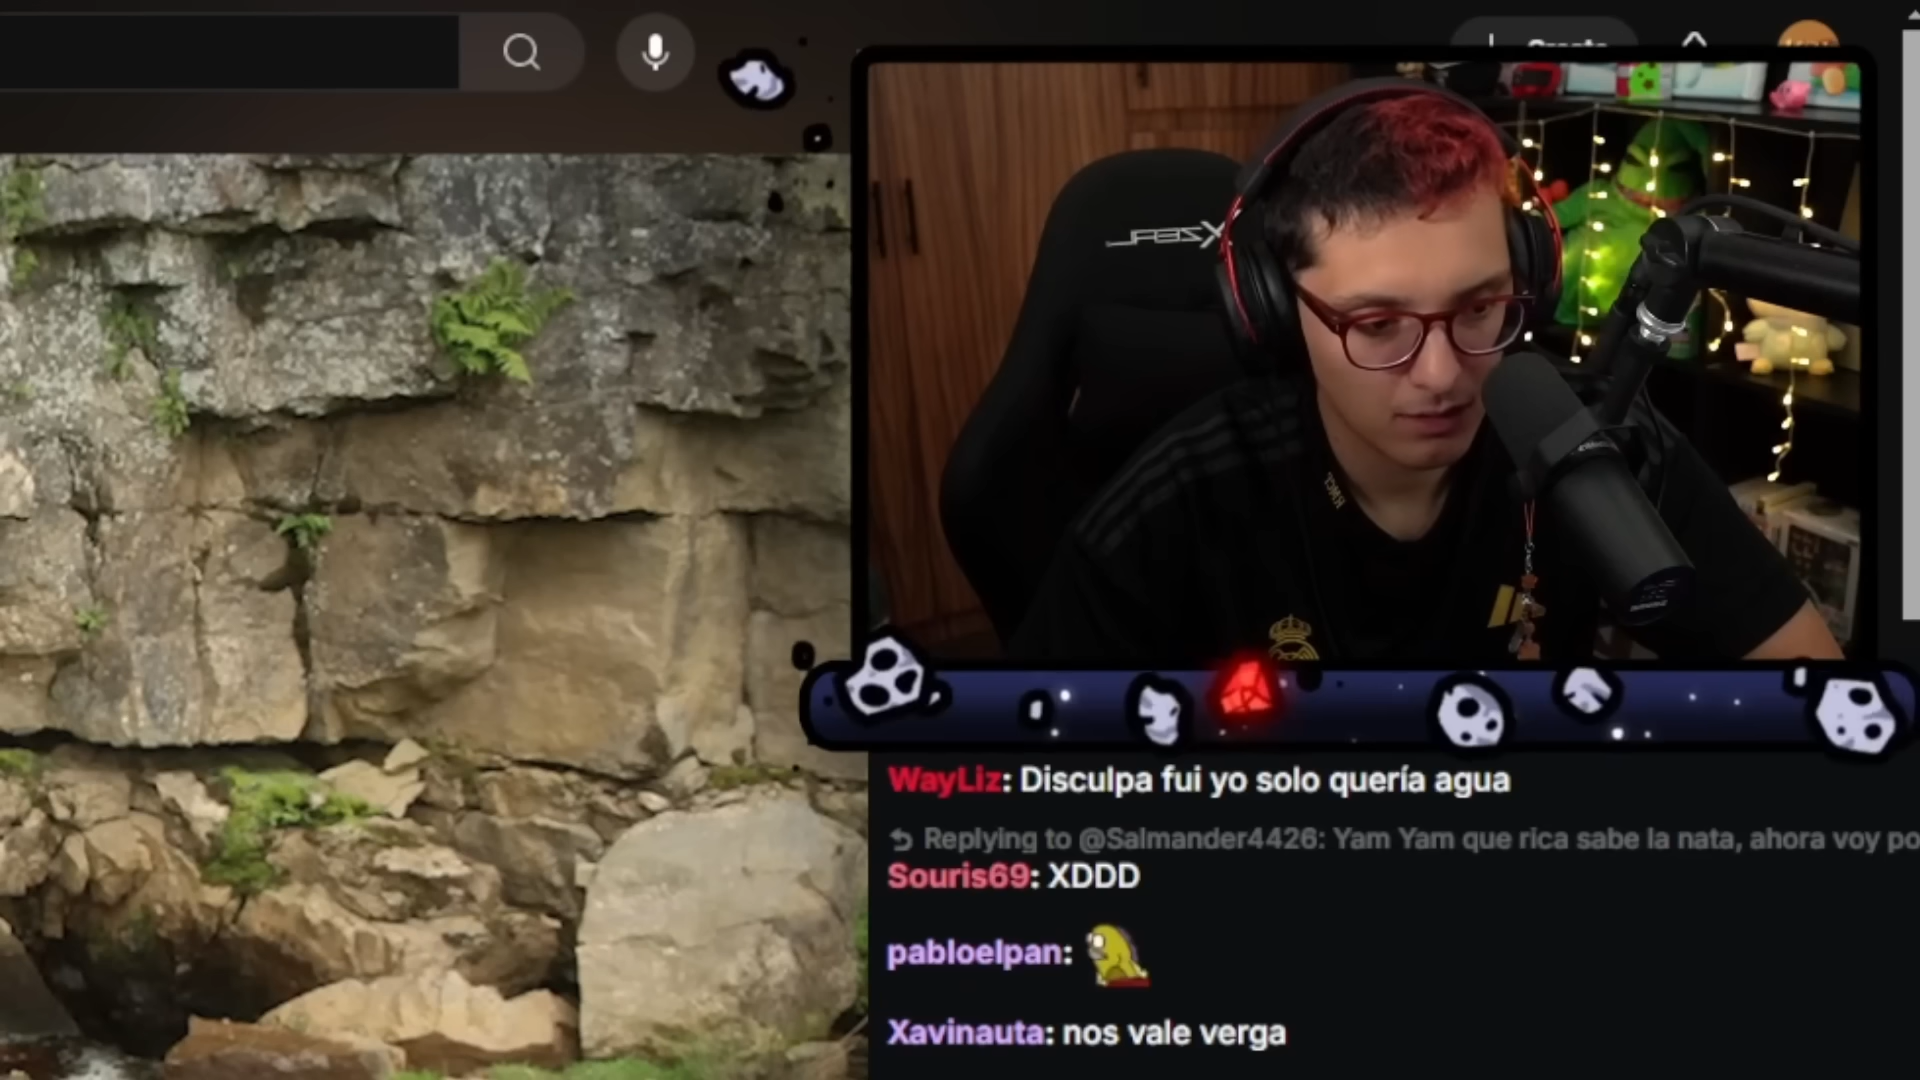 Create
WayLiz: Disculpa fui yo solo quería agua
Replying to @Salmander4426: Yam Yam que rica sabe la nata, ahora voy po
Souris69: XDDD
pabloelpan:
Xavinauta: nos vale verga